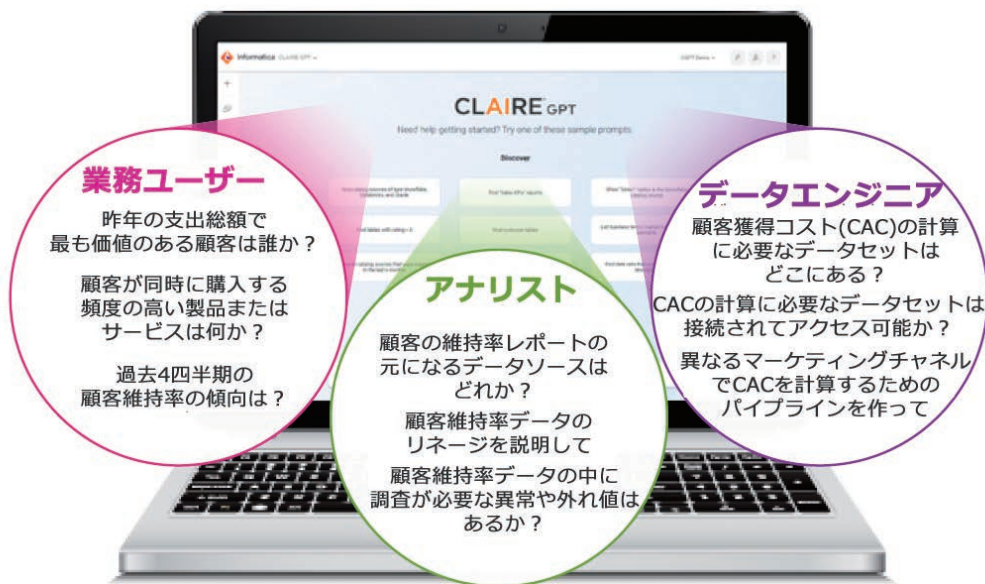 Informatica CLAIRE GPT
CLAIRE GPT
Need help getting started? Try one of these sample prompts.
Discover
Find "Sales KPIs" reports
Find tables with rating > 3
Find customer tables
業務ユーザー
昨年の支出総額で
最も価値のある顧客は誰か？
顧客が同時に購入する
頻度の高い製品または
サービスは何か？
過去4四半期の
顧客維持率の傾向は？
アナリスト
顧客の維持率レポートの
元になるデータソースは
どれか？
顧客維持率データの
リネージを説明して
顧客維持率データの中に
調査が必要な異常や外れ値は
あるか？
データエンジニア
顧客獲得コスト(CAC)の計算
に必要なデータセットは
どこにある？
CACの計算に必要なデータセットは
接続されてアクセス可能か？
異なるマーケティングチャネル
でCACを計算するための
パイプラインを作って